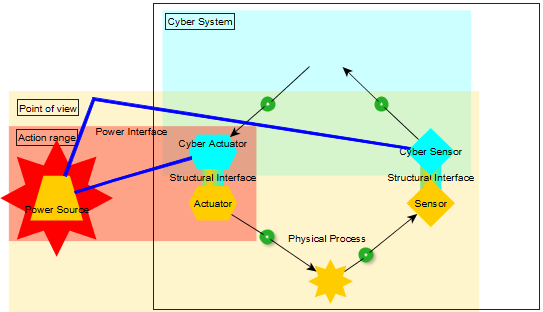 Cyber System
Point of view
Power Interface
Action range
Cyber Actuator
Cyber Sensor
Structural Interface
Structural Interface
Power Source
Actuator
Sensor
Physical Process